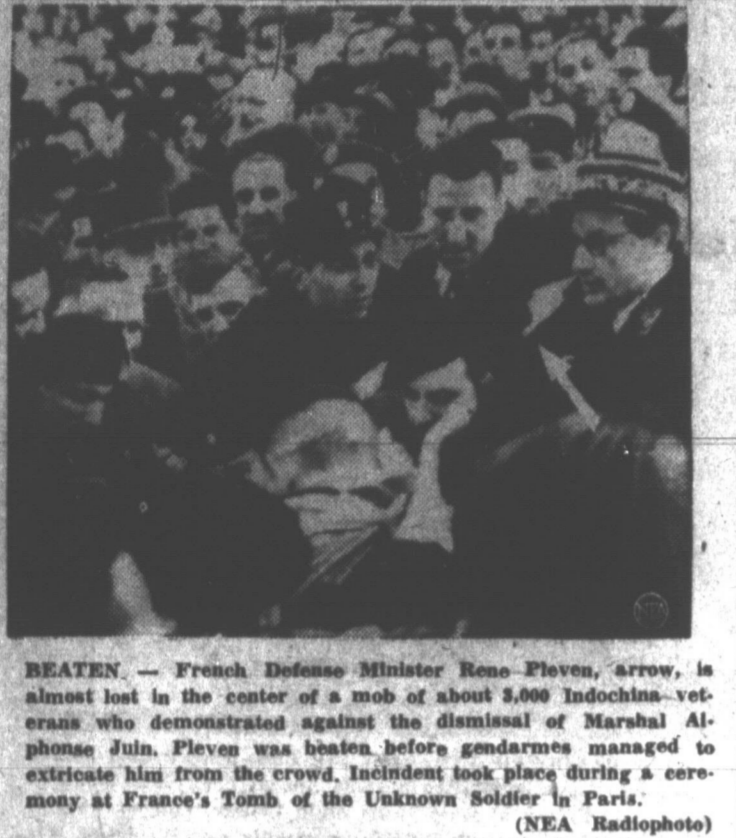 NEA
BEATEN — French Defense Minister Rene Pleven, arrow, is
almost lost in the center of a mob of about 3,000 Indochina vet-
erans who demonstrated against the dismissal of Marshal Al-
phonse Juin. Pleven was beaten before gendarmes managed to
extricate him from the crowd. Incindent took place during a cere-
mony at France's Tomb of the Unknown Soldier in Paris.
(NEA Radiophoto)